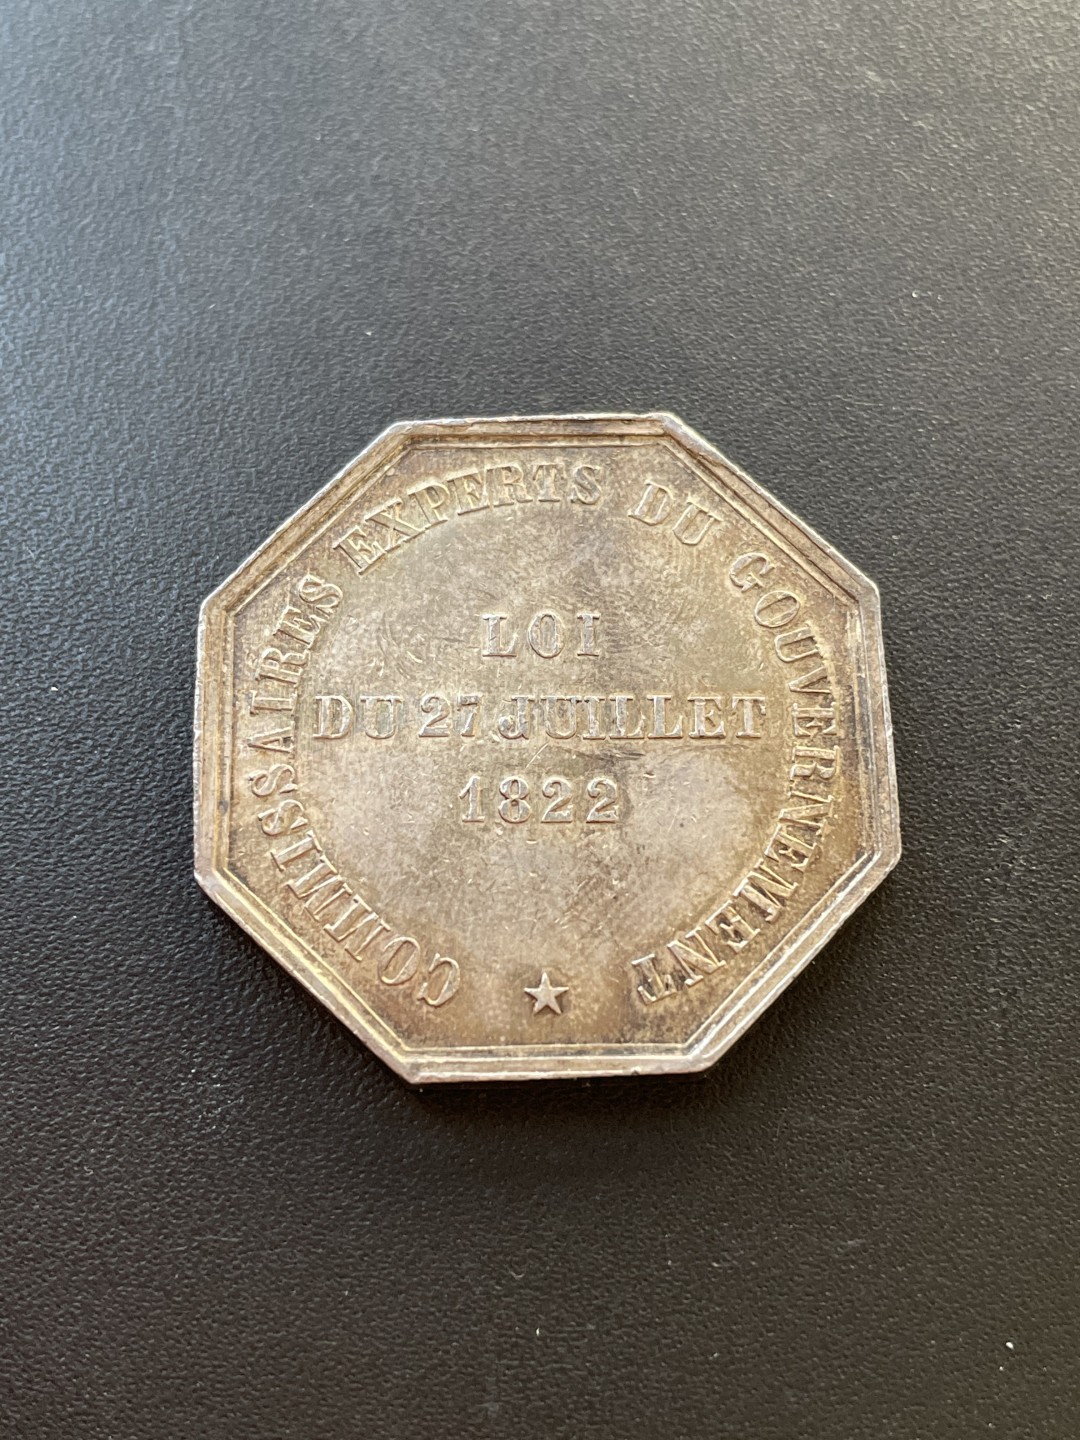 COMMISSAIRES EXPERTS DU GOUVERNEMENT
LOI
DU 27 JUILLET
1822